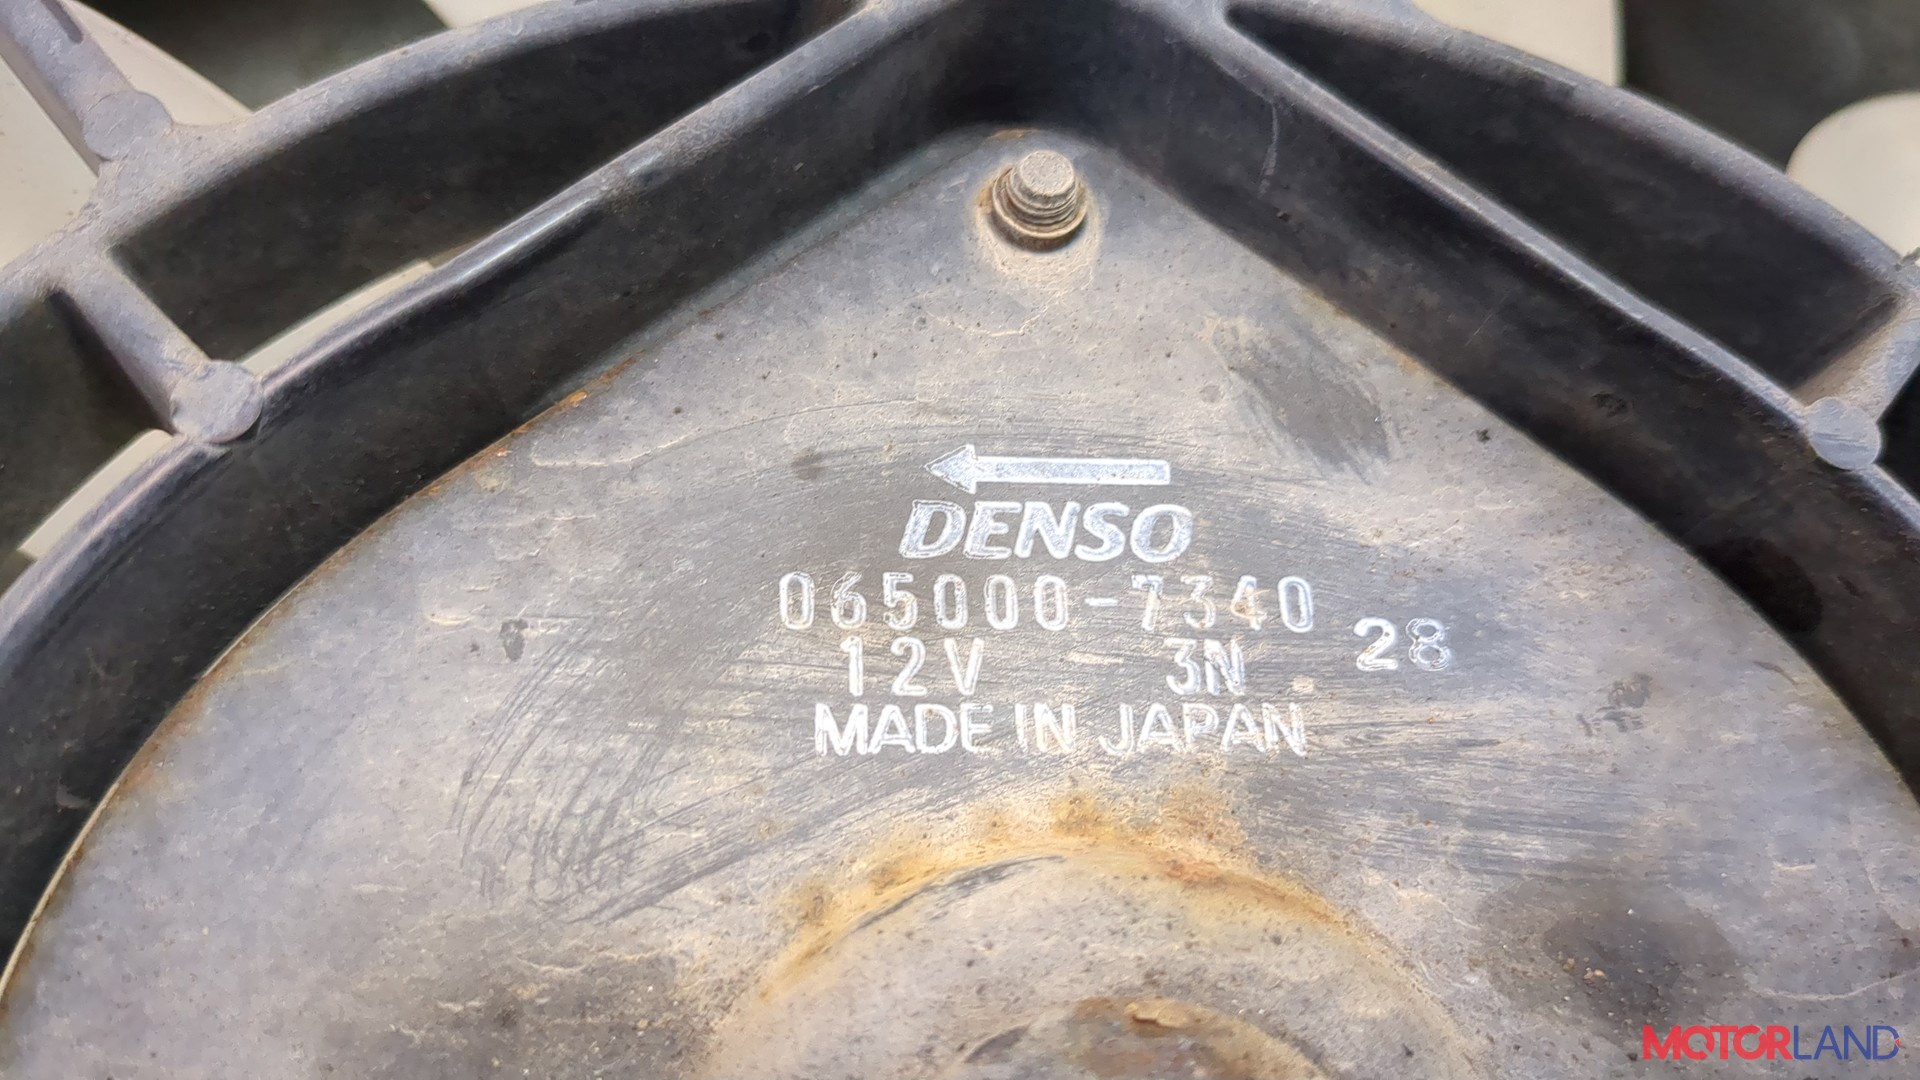 DENSO
065000-7340
12V 3N 28
MADE IN JAPAN
MOTORLAND